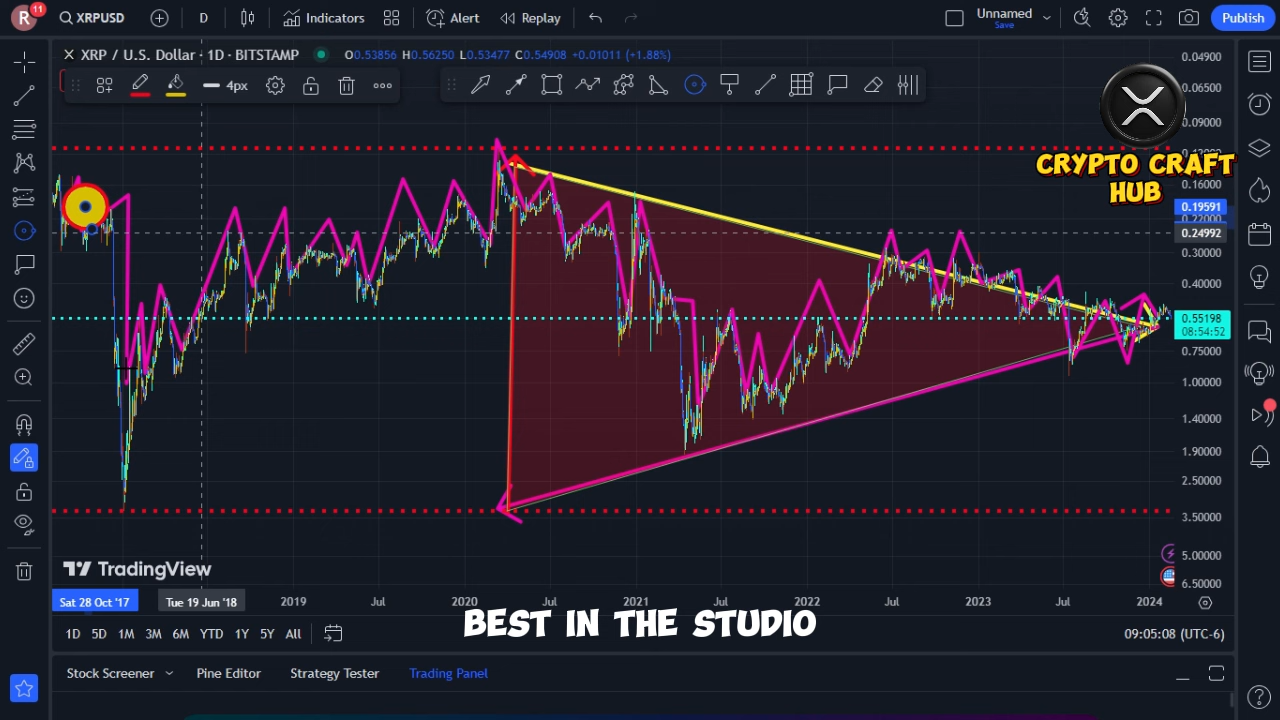 R 11 XRPUSD D Indicators Alert Replay Unnamed Save Publish
XRP / U.S. Dollar · 1D · BITSTAMP O0.53856 H0.56250 L0.53477 C0.54908 +0.01011 (+1.88%)
4px
0.04900
0.06500
0.09000
CRYPTO CRAFT
HUB
0.16000
0.19591
0.22000
0.24992
0.30000
0.40000
0.55198
08:54:52
0.75000
1.00000
1.40000
1.90000
2.50000
3.50000
5.00000
6.50000
TradingView
Sat 28 Oct '17 Tue 19 Jun '18 2019 Jul 2020 Jul 2021 Jul 2022 Jul 2023 Jul 2024
BEST IN THE STUDIO
1D 5D 1M 3M 6M YTD 1Y 5Y All 09:05:08 (UTC-6)
Stock Screener Pine Editor Strategy Tester Trading Panel